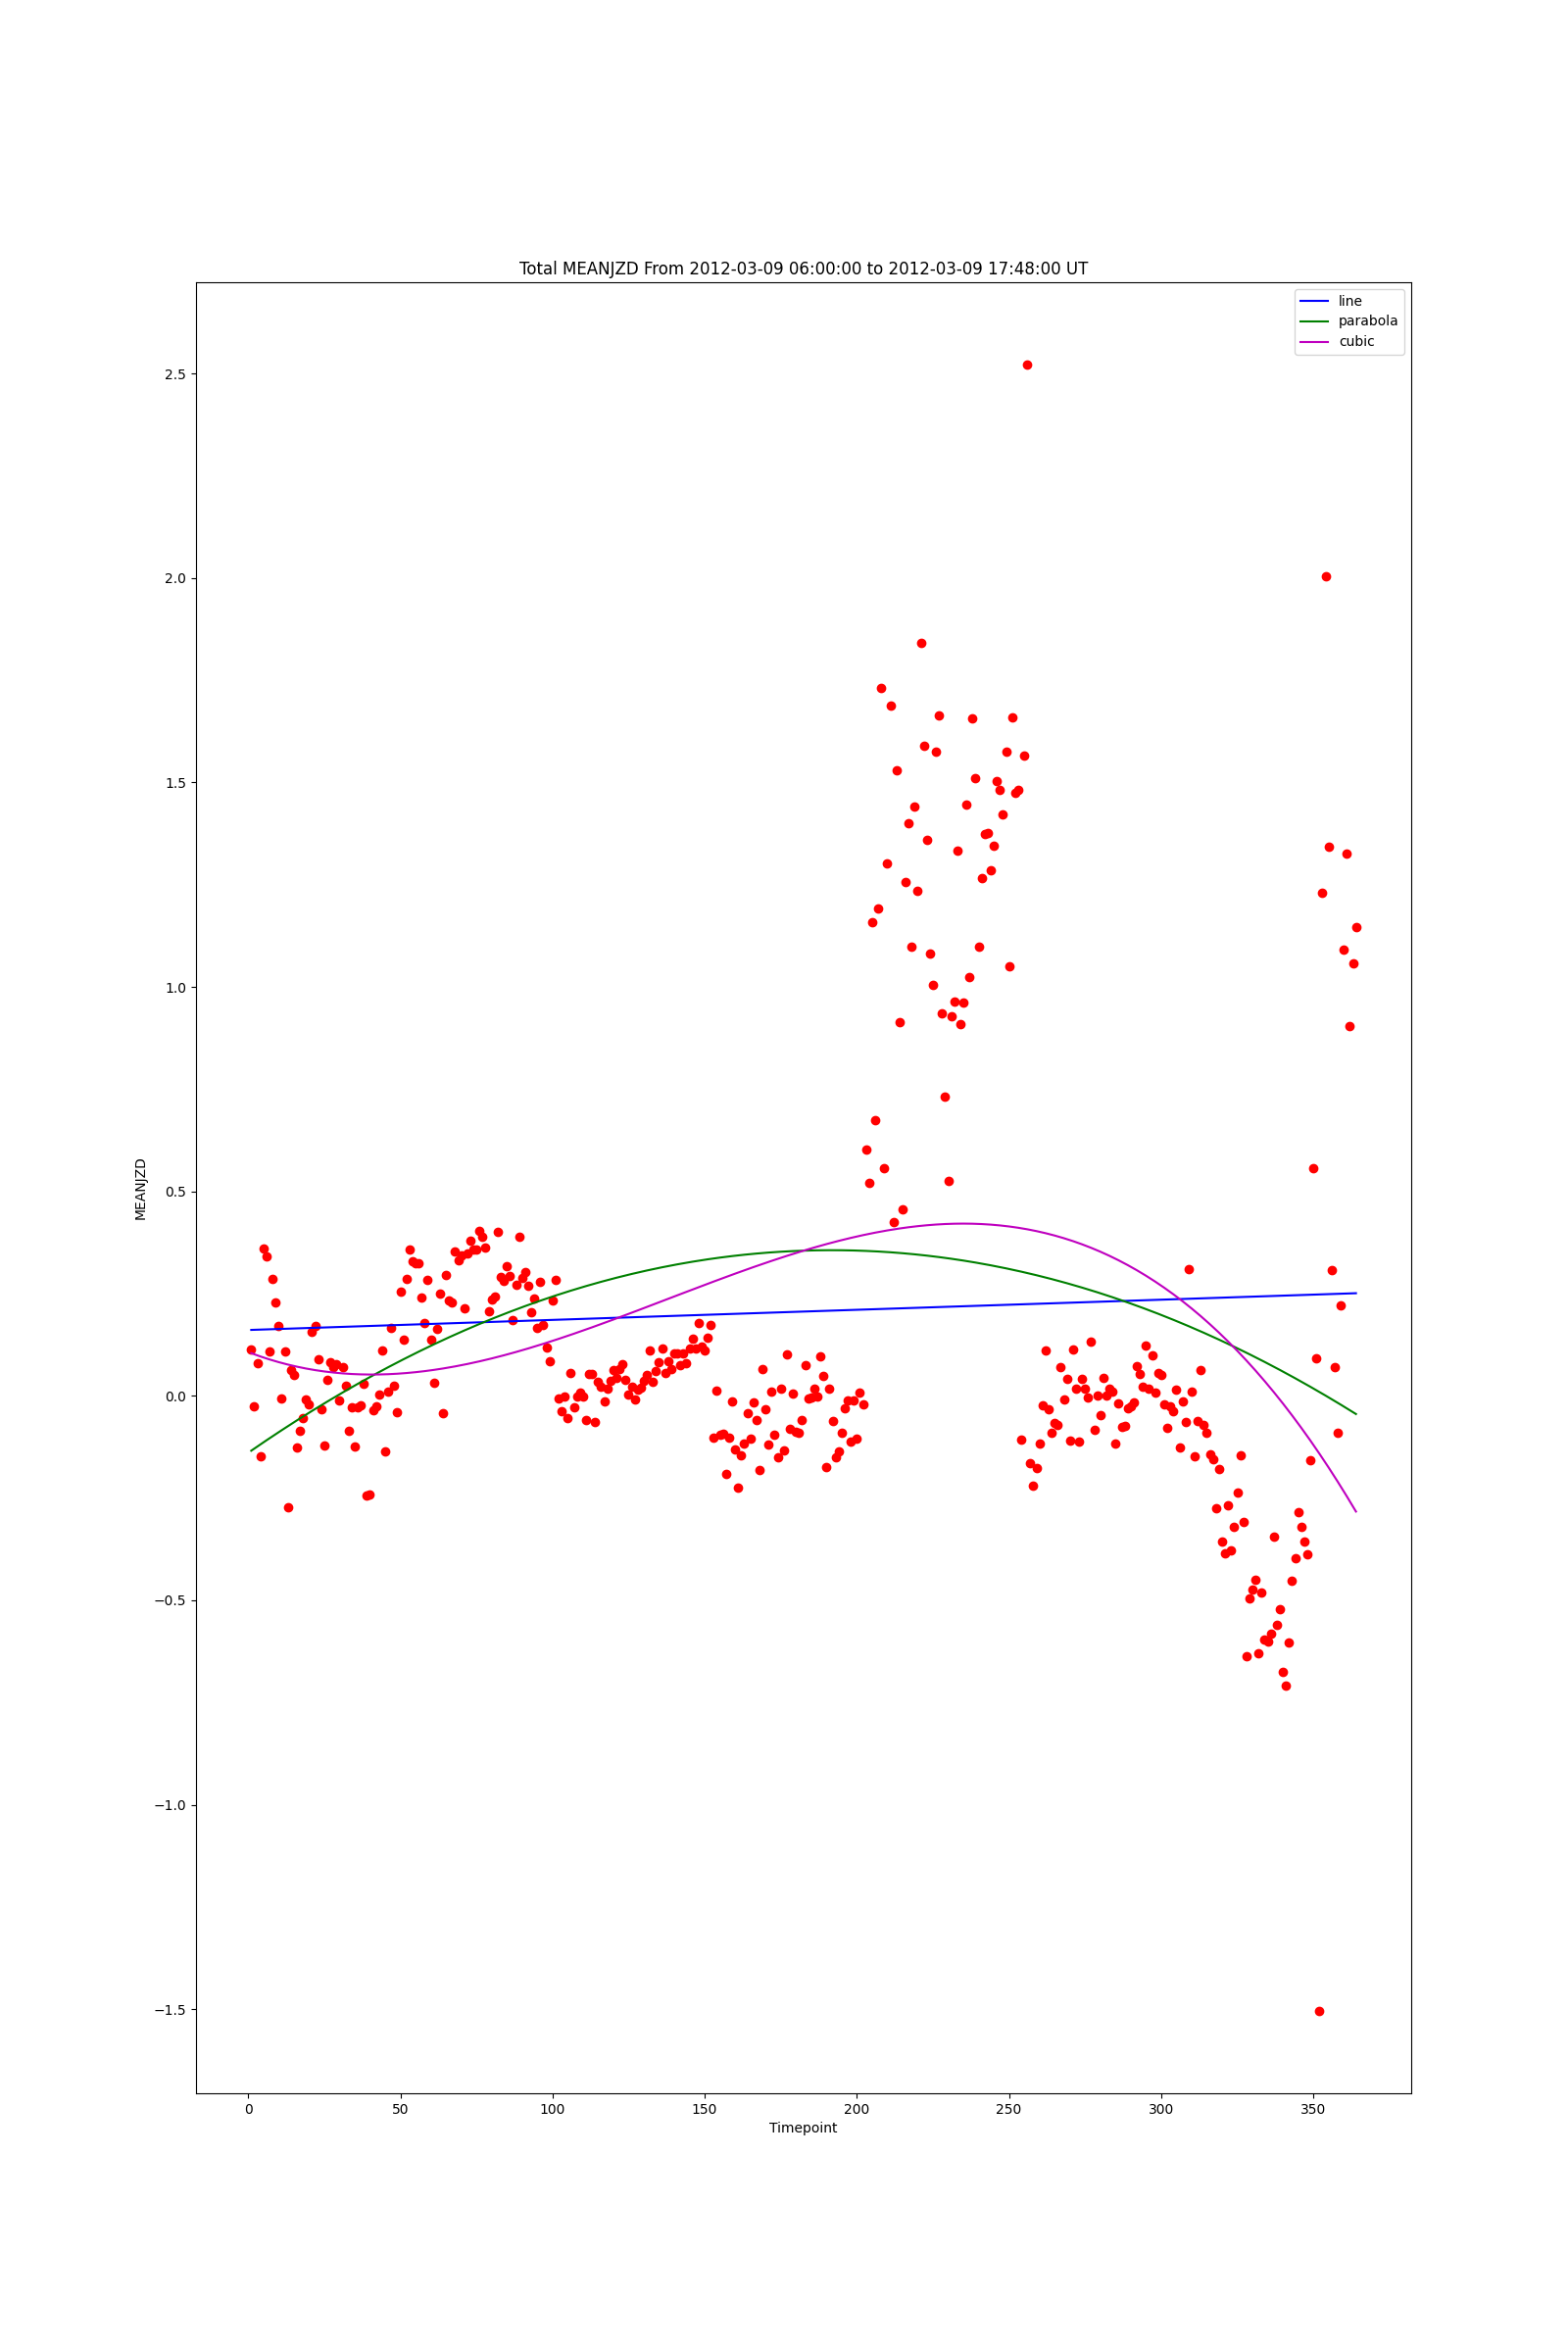 Total MEANJZD From 2012-03-09 06:00:00 to 2012-03-09 17:48:00 UT
line
parabola
cubic
2.5
2.0
1.5
1.0
0.5
0.0
−0.5
−1.0
−1.5
MEANJZD
0 50 100 150 200 250 300 350
Timepoint